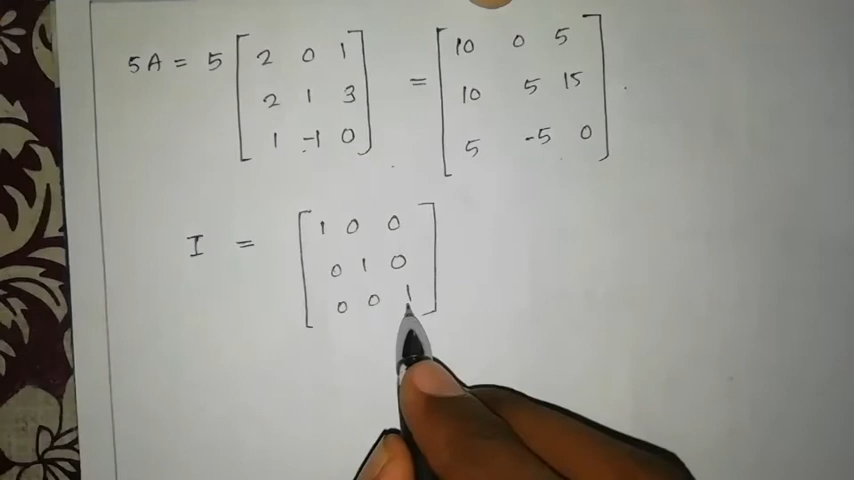 5A = 5 [ 2 0 1 ] = [ 10 0 5 ]
[ 2 1 3 ] [ 10 5 15 ] .
[ 1 -1 0 ] [ 5 -5 0 ]
I = [ 1 0 0 ]
[ 0 1 0 ]
[ 0 0 1 ]